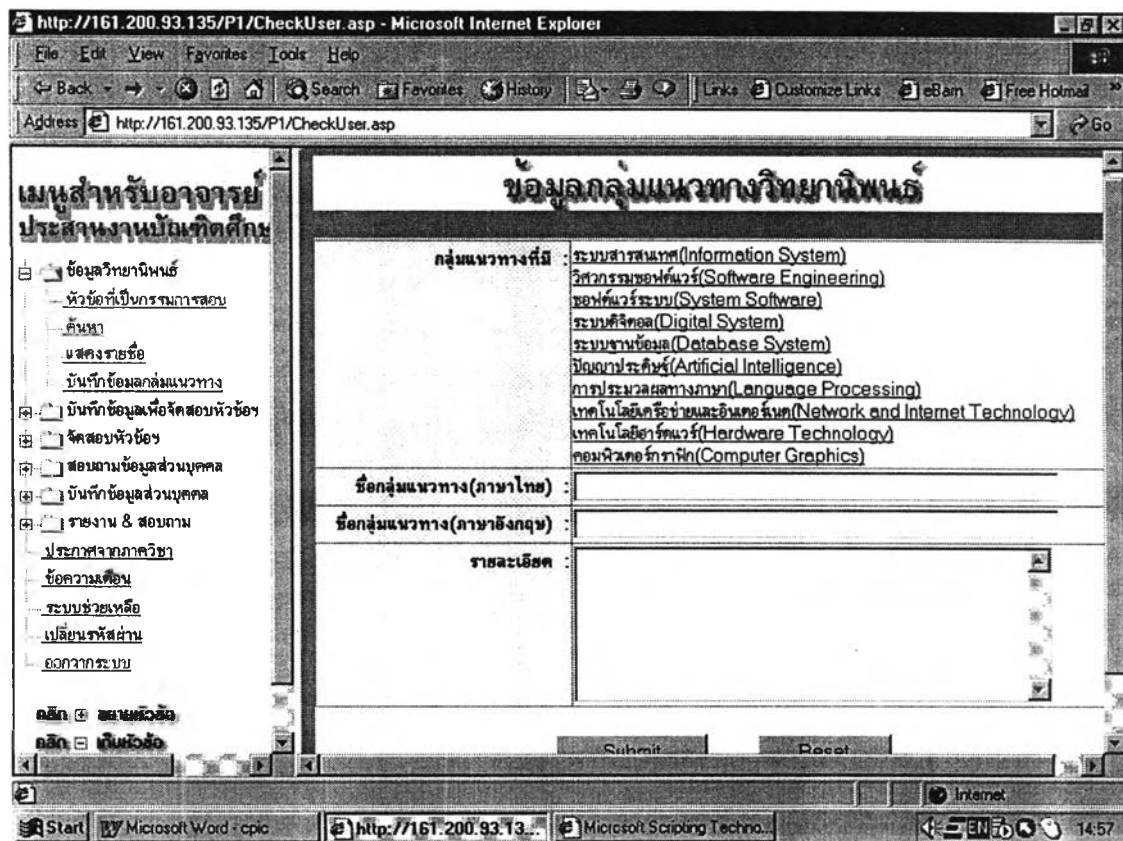 http://161.200.93.135/P1/CheckUser.asp - Microsoft Internet Explorer
File Edit View Favorites Tools Help
Back Search Favorites History Links Customize Links eBarn Free Hotmail »
Address http://161.200.93.135/P1/CheckUser.asp Go
เมนูสำหรับอาจารย์
ประสานงานบัณฑิตศึกษ
ข้อมูลวิทยานิพนธ์
หัวข้อที่เป็นกรรมการสอบ
ค้นหา
แสดงรายชื่อ
บันทึกข้อมูลกลุ่มแนวทาง
บันทึกข้อมูลเพื่อจัดสอบหัวข้อฯ
จัดสอบหัวข้อฯ
สอบถามข้อมูลส่วนบุคคล
บันทึกข้อมูลส่วนบุคคล
รายงาน & สอบถาม
ประกาศจากภาควิชา
ข้อความเตือน
ระบบช่วยเหลือ
เปลี่ยนรหัสผ่าน
ออกจากระบบ
คลิก ขยายหัวข้อ
คลิก เก็บหัวข้อ
ข้อมูลกลุ่มแนวทางวิทยานิพนธ์
กลุ่มแนวทางที่มี : ระบบสารสนเทศ(Information System)
วิศวกรรมซอฟต์แวร์(Software Engineering)
ซอฟต์แวร์ระบบ(System Software)
ระบบดิจิตอล(Digital System)
ระบบฐานข้อมูล(Database System)
ปัญญาประดิษฐ์(Artificial Intelligence)
การประมวลผลทางภาษา(Language Processing)
เทคโนโลยีเครือข่ายและอินเตอร์เนต(Network and Internet Technology)
เทคโนโลยีฮาร์ดแวร์(Hardware Technology)
คอมพิวเตอร์กราฟิก(Computer Graphics)
ชื่อกลุ่มแนวทาง(ภาษาไทย) :
ชื่อกลุ่มแนวทาง(ภาษาอังกฤษ) :
รายละเอียด :
Submit Reset
Internet
Start Microsoft Word - cpic http://161.200.93.13... Microsoft Scripting Techno... EN 14:57